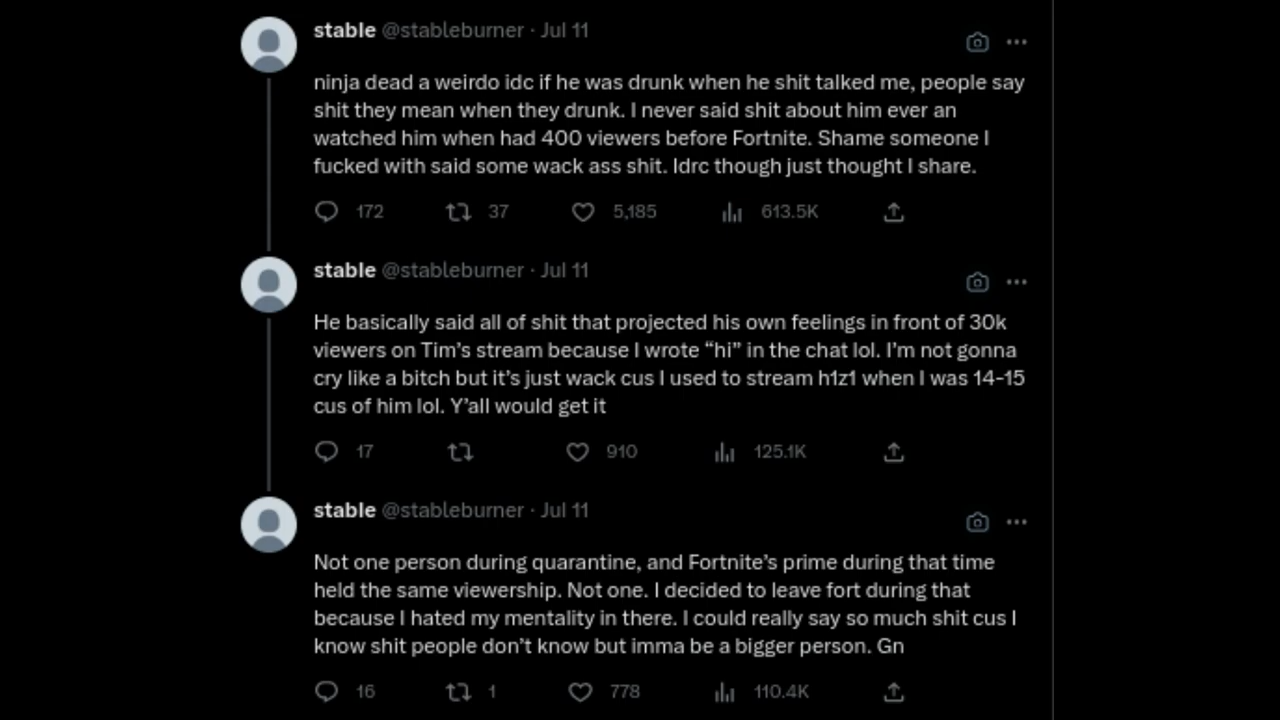 stable @stableburner · Jul 11
ninja dead a weirdo idc if he was drunk when he shit talked me, people say
shit they mean when they drunk. I never said shit about him ever an
watched him when had 400 viewers before Fortnite. Shame someone I
fucked with said some wack ass shit. Idrc though just thought I share.
172 37 5,185 613.5K
stable @stableburner · Jul 11
He basically said all of shit that projected his own feelings in front of 30k
viewers on Tim’s stream because I wrote “hi” in the chat lol. I’m not gonna
cry like a bitch but it’s just wack cus I used to stream h1z1 when I was 14-15
cus of him lol. Y’all would get it
17 910 125.1K
stable @stableburner · Jul 11
Not one person during quarantine, and Fortnite’s prime during that time
held the same viewership. Not one. I decided to leave fort during that
because I hated my mentality in there. I could really say so much shit cus I
know shit people don’t know but imma be a bigger person. Gn
16 1 778 110.4K